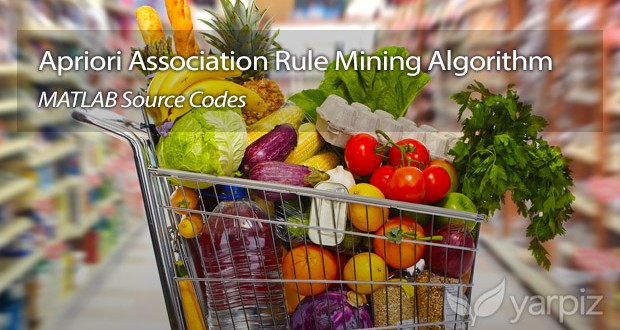 Apriori Association Rule Mining Algorithm
MATLAB Source Codes
yarpiz